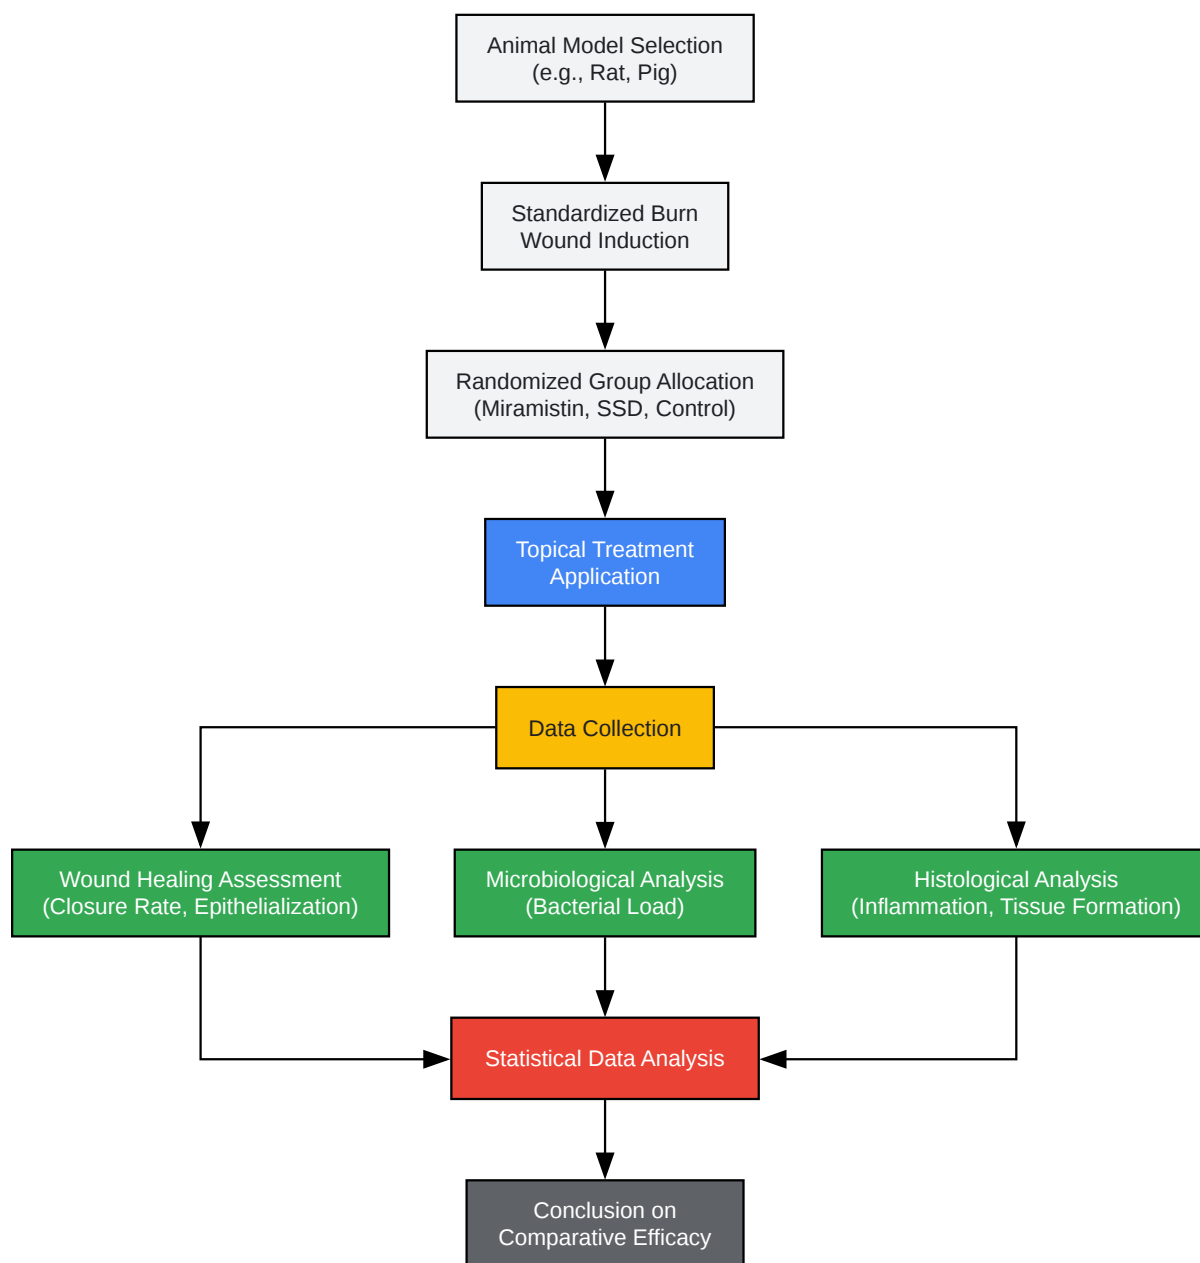 Animal Model Selection
(e.g., Rat, Pig)
Standardized Burn
Wound Induction
Randomized Group Allocation
(Miramistin, SSD, Control)
Topical Treatment
Application
Data Collection
Wound Healing Assessment
(Closure Rate, Epithelialization)
Microbiological Analysis
(Bacterial Load)
Histological Analysis
(Inflammation, Tissue Formation)
Statistical Data Analysis
Conclusion on
Comparative Efficacy